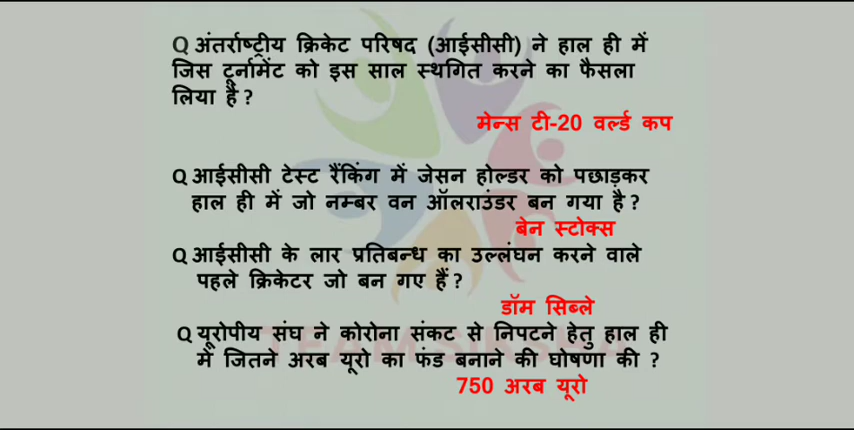 Q अंतर्राष्ट्रीय क्रिकेट परिषद (आईसीसी) ने हाल ही में
जिस टूर्नामेंट को इस साल स्थगित करने का फैसला
लिया है ?
मेन्स टी-20 वर्ल्ड कप
Q आईसीसी टेस्ट रैंकिंग में जेसन होल्डर को पछाड़कर
हाल ही में जो नम्बर वन ऑलराउंडर बन गया है ?
बेन स्टोक्स
Q आईसीसी के लार प्रतिबन्ध का उल्लंघन करने वाले
पहले क्रिकेटर जो बन गए हैं ?
डॉम सिब्ले
Q यूरोपीय संघ ने कोरोना संकट से निपटने हेतु हाल ही
में जितने अरब यूरो का फंड बनाने की घोषणा की ?
750 अरब यूरो